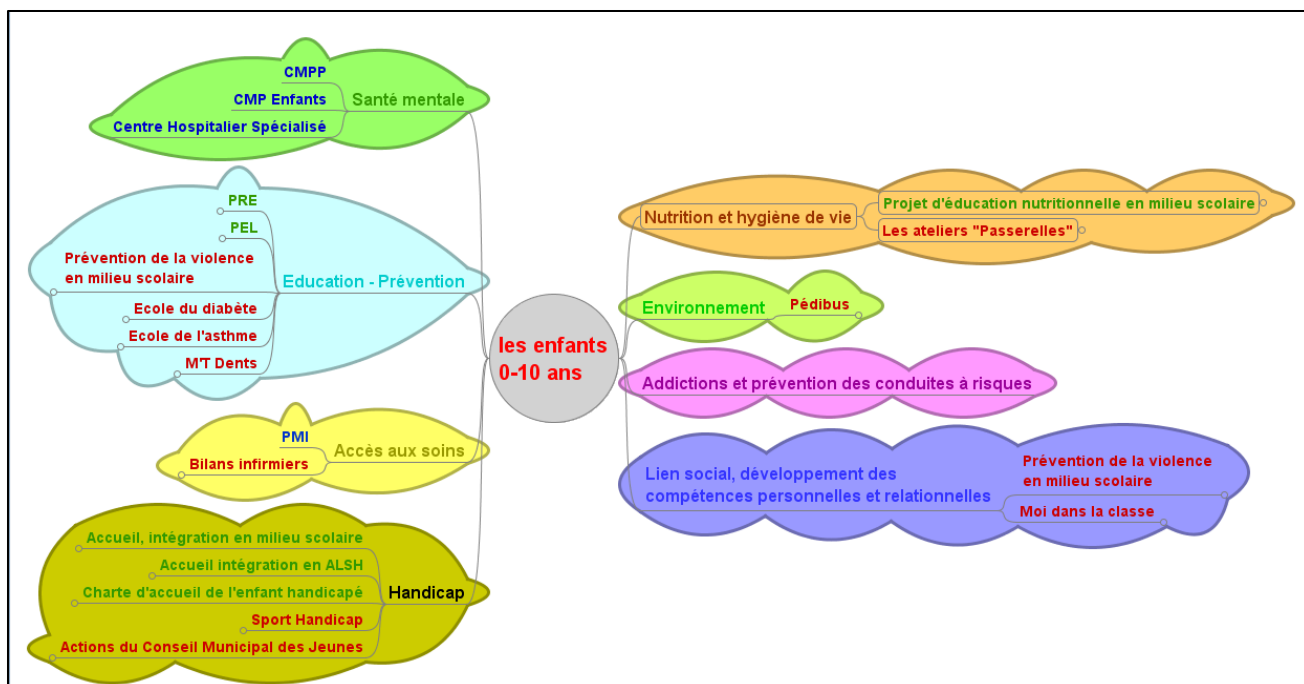 CMPP
CMP Enfants
Centre Hospitalier Spécialisé
Santé mentale
PRE
PEL
Prévention de la violence
en milieu scolaire
Ecole du diabète
Ecole de l'asthme
M'T Dents
Education - Prévention
PMI
Bilans infirmiers
Accès aux soins
Accueil, intégration en milieu scolaire
Accueil intégration en ALSH
Charte d'accueil de l'enfant handicapé
Sport Handicap
Actions du Conseil Municipal des Jeunes
Handicap
les enfants
0-10 ans
Nutrition et hygiène de vie
Projet d'éducation nutritionnelle en milieu scolaire
Les ateliers "Passerelles"
Environnement
Pédibus
Addictions et prévention des conduites à risques
Lien social, développement des
compétences personnelles et relationnelles
Prévention de la violence
en milieu scolaire
Moi dans la classe